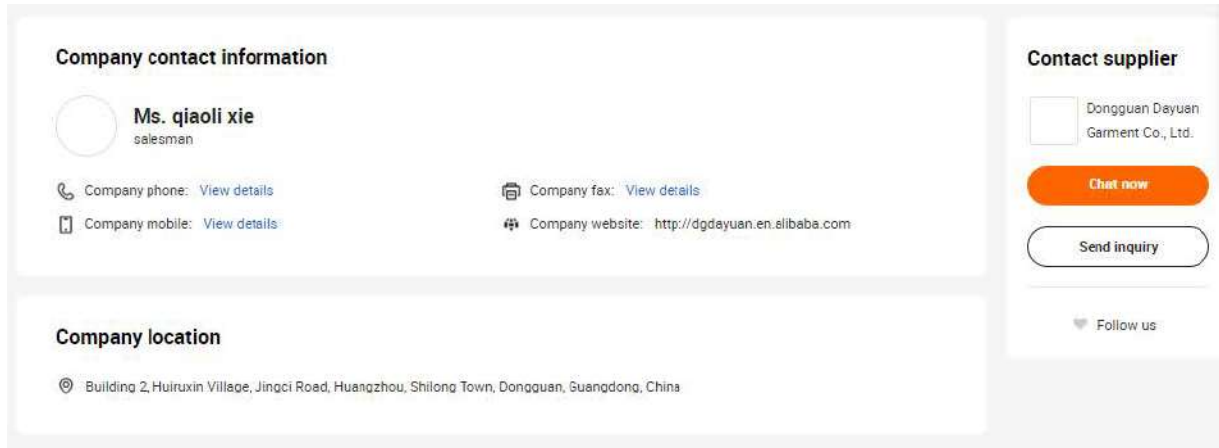 Company contact information
Ms. qiaoli xie
salesman
Company phone: View details
Company fax: View details
Company mobile: View details
Company website: http://dgdayuan.en.alibaba.com
Company location
Building 2, Huiruxin Village, Jingci Road, Huangzhou, Shilong Town, Dongguan, Guangdong, China
Contact supplier
Dongguan Dayuan
Garment Co., Ltd.
Chat now
Send inquiry
Follow us